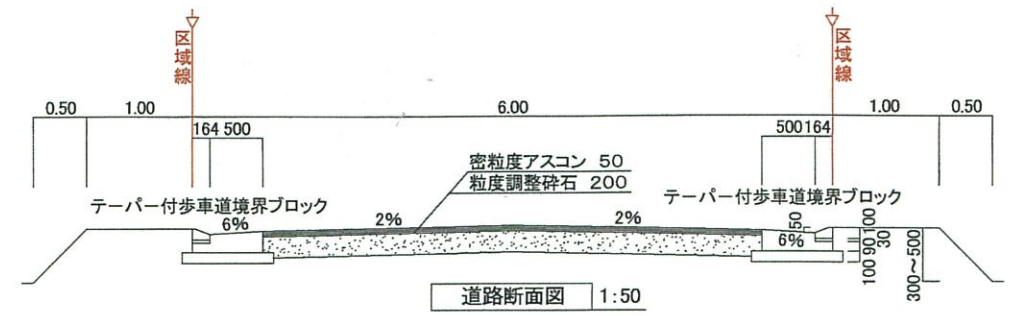 区域線
区域線
0.50
1.00
6.00
1.00
0.50
164 500
500 164
密粒度アスコン 50
粒度調整砕石 200
テーパー付歩車道境界ブロック
テーパー付歩車道境界ブロック
6%
2%
2%
6%
50
100 90 100
30
300~500
道路断面図 1:50